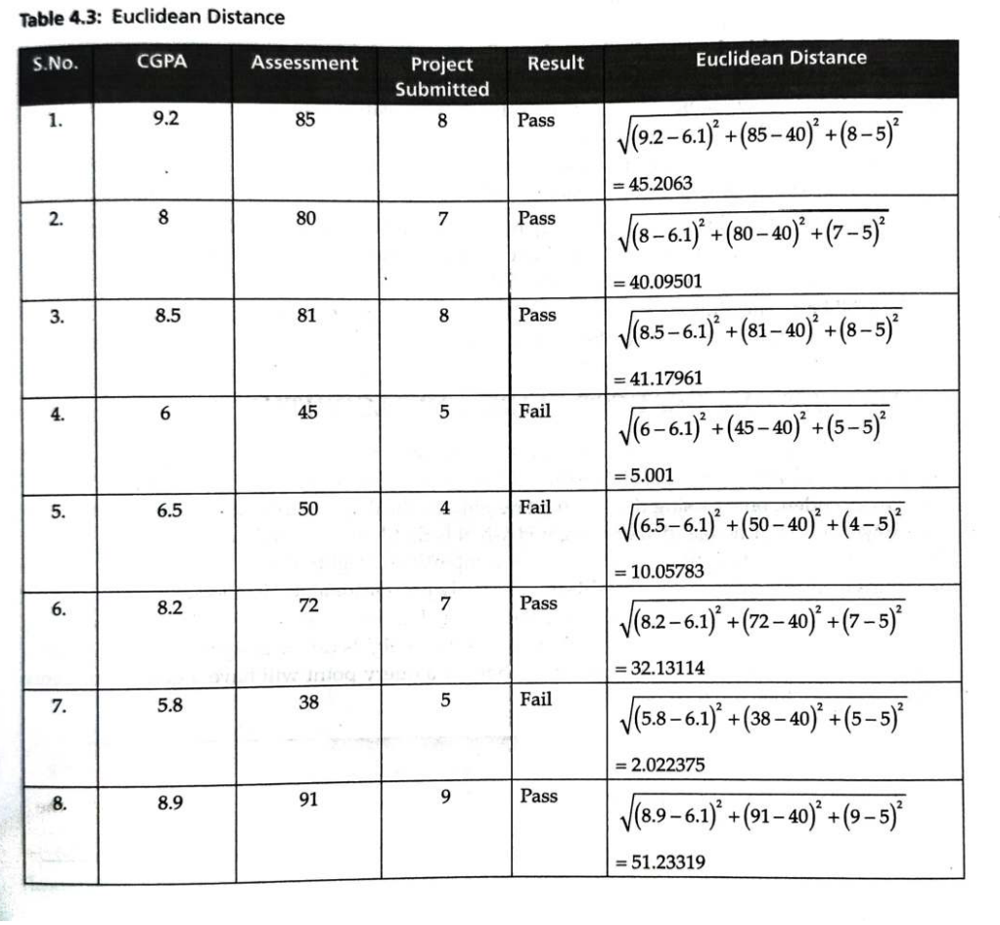 Table 4.3: Euclidean Distance
S.No. CGPA Assessment Project Submitted Result Euclidean Distance
1. 9.2 85 8 Pass √(9.2 – 6.1)² + (85 – 40)² + (8 – 5)²
= 45.2063
2. 8 80 7 Pass √(8 – 6.1)² + (80 – 40)² + (7 – 5)²
= 40.09501
3. 8.5 81 8 Pass √(8.5 – 6.1)² + (81 – 40)² + (8 – 5)²
= 41.17961
4. 6 45 5 Fail √(6 – 6.1)² + (45 – 40)² + (5 – 5)²
= 5.001
5. 6.5 50 4 Fail √(6.5 – 6.1)² + (50 – 40)² + (4 – 5)²
= 10.05783
6. 8.2 72 7 Pass √(8.2 – 6.1)² + (72 – 40)² + (7 – 5)²
= 32.13114
7. 5.8 38 5 Fail √(5.8 – 6.1)² + (38 – 40)² + (5 – 5)²
= 2.022375
8. 8.9 91 9 Pass √(8.9 – 6.1)² + (91 – 40)² + (9 – 5)²
= 51.23319